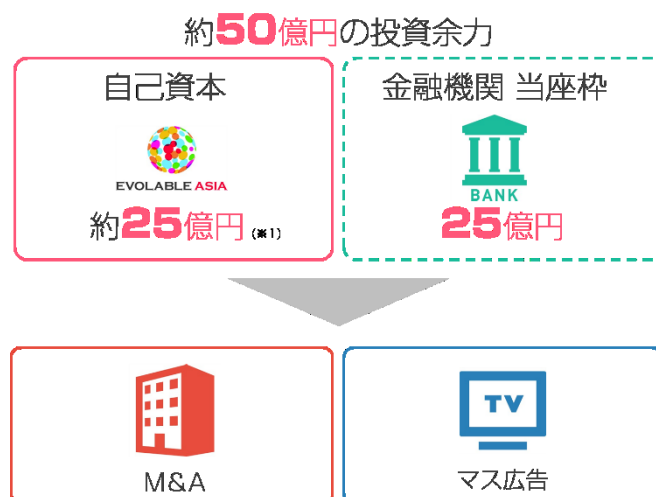 約50億円の投資余力
自己資本
EVOLABLE ASIA
約25億円 (※1)
金融機関 当座枠
BANK
25億円
M&A
TV
マス広告